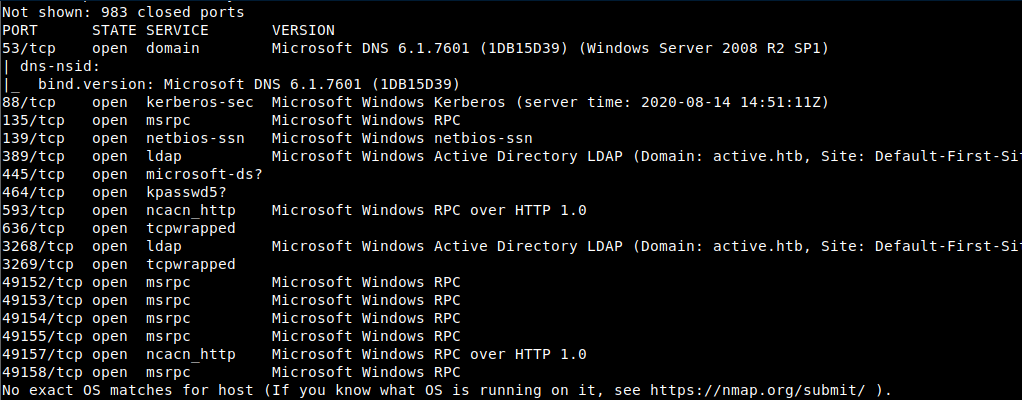 Not shown: 983 closed ports
PORT      STATE SERVICE       VERSION
53/tcp    open  domain        Microsoft DNS 6.1.7601 (1DB15D39) (Windows Server 2008 R2 SP1)
| dns-nsid:
|_  bind.version: Microsoft DNS 6.1.7601 (1DB15D39)
88/tcp    open  kerberos-sec  Microsoft Windows Kerberos (server time: 2020-08-14 14:51:11Z)
135/tcp   open  msrpc         Microsoft Windows RPC
139/tcp   open  netbios-ssn   Microsoft Windows netbios-ssn
389/tcp   open  ldap          Microsoft Windows Active Directory LDAP (Domain: active.htb, Site: Default-First-Sit
445/tcp   open  microsoft-ds?
464/tcp   open  kpasswd5?
593/tcp   open  ncacn_http    Microsoft Windows RPC over HTTP 1.0
636/tcp   open  tcpwrapped
3268/tcp  open  ldap          Microsoft Windows Active Directory LDAP (Domain: active.htb, Site: Default-First-Sit
3269/tcp  open  tcpwrapped
49152/tcp open  msrpc         Microsoft Windows RPC
49153/tcp open  msrpc         Microsoft Windows RPC
49154/tcp open  msrpc         Microsoft Windows RPC
49155/tcp open  msrpc         Microsoft Windows RPC
49157/tcp open  ncacn_http    Microsoft Windows RPC over HTTP 1.0
49158/tcp open  msrpc         Microsoft Windows RPC
No exact OS matches for host (If you know what OS is running on it, see https://nmap.org/submit/ ).